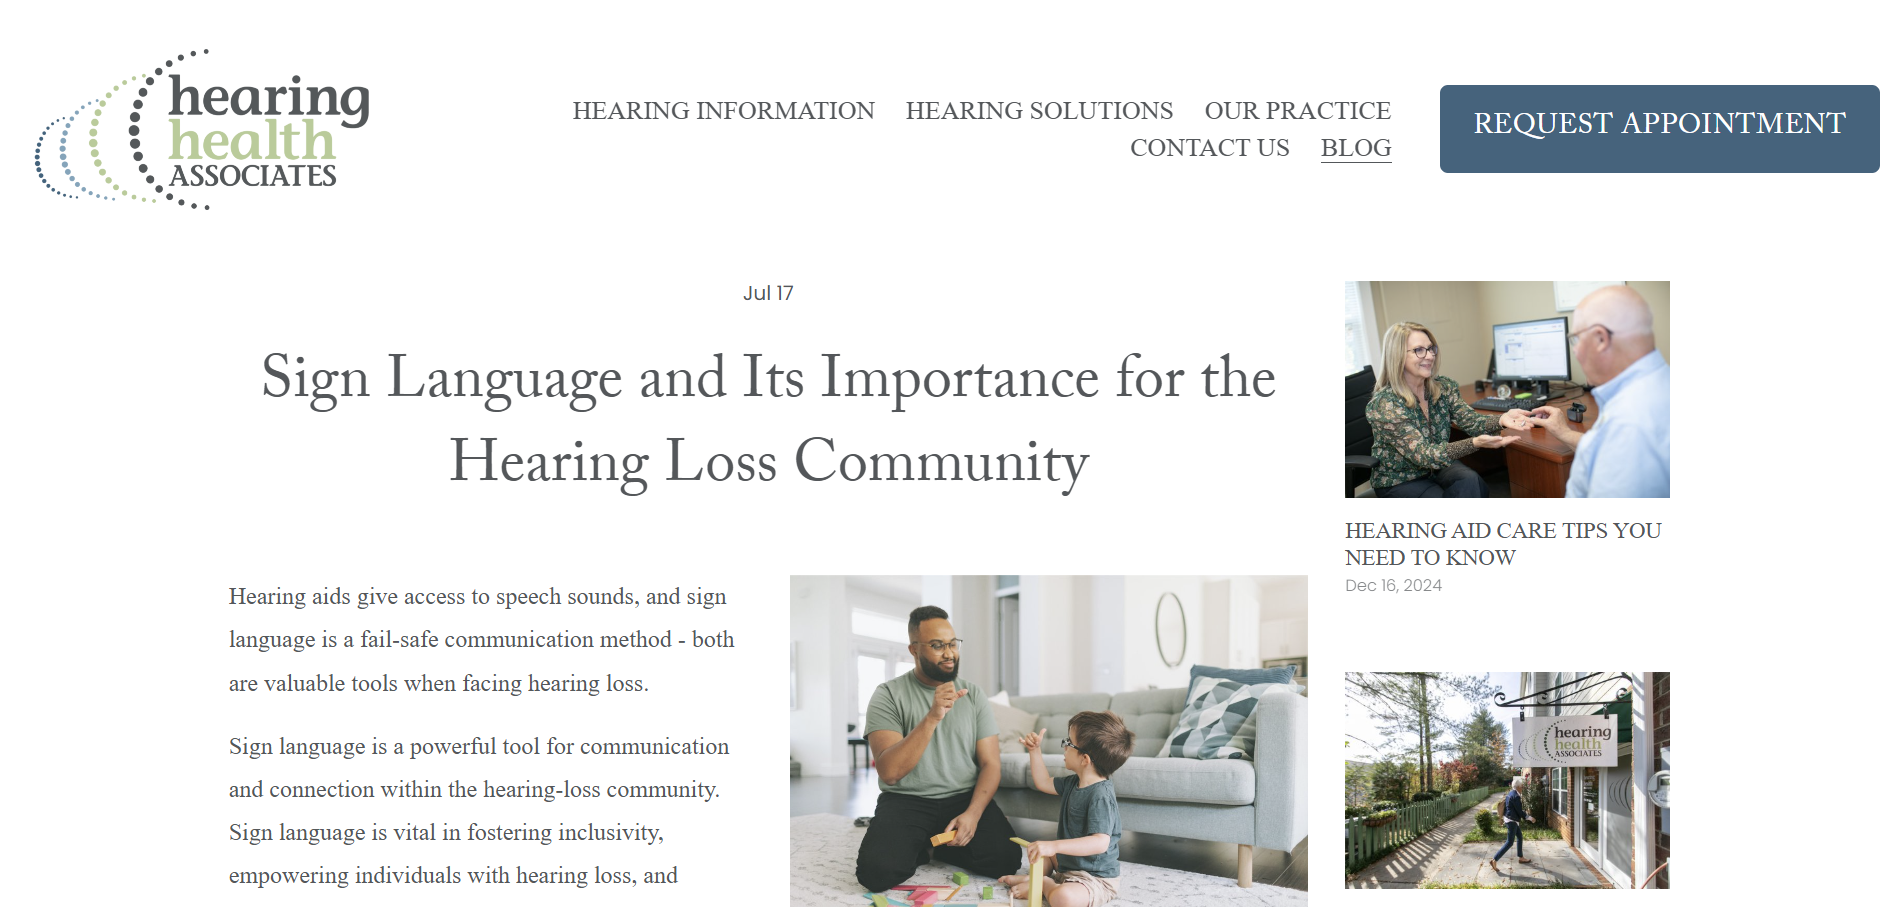 hearing
health
ASSOCIATES
HEARING INFORMATION HEARING SOLUTIONS OUR PRACTICE
CONTACT US BLOG
REQUEST APPOINTMENT
Jul 17
Sign Language and Its Importance for the
Hearing Loss Community
Hearing aids give access to speech sounds, and sign
language is a fail-safe communication method - both
are valuable tools when facing hearing loss.
Sign language is a powerful tool for communication
and connection within the hearing-loss community.
Sign language is vital in fostering inclusivity,
empowering individuals with hearing loss, and
HEARING AID CARE TIPS YOU
NEED TO KNOW
Dec 16, 2024
hearing
health
ASSOCIATES